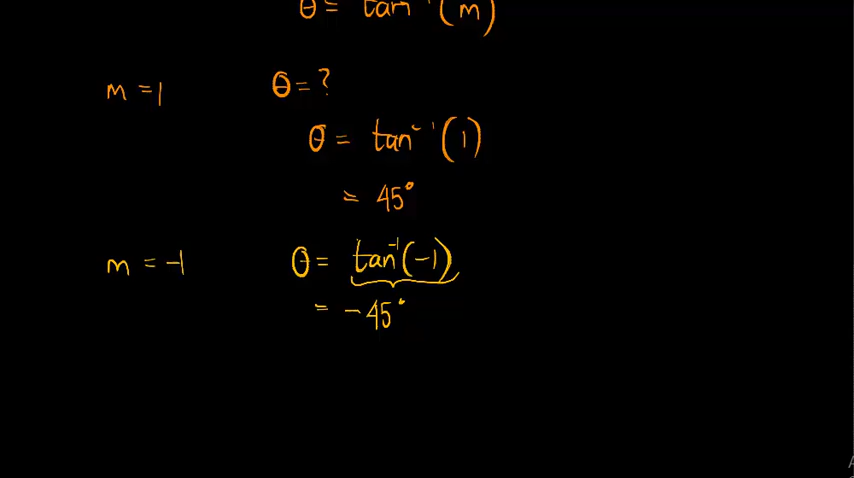 θ = tan⁻¹(m)
m = 1 θ = ?
θ = tan⁻¹(1)
= 45°
m = -1 θ = tan⁻¹(-1)
= -45°